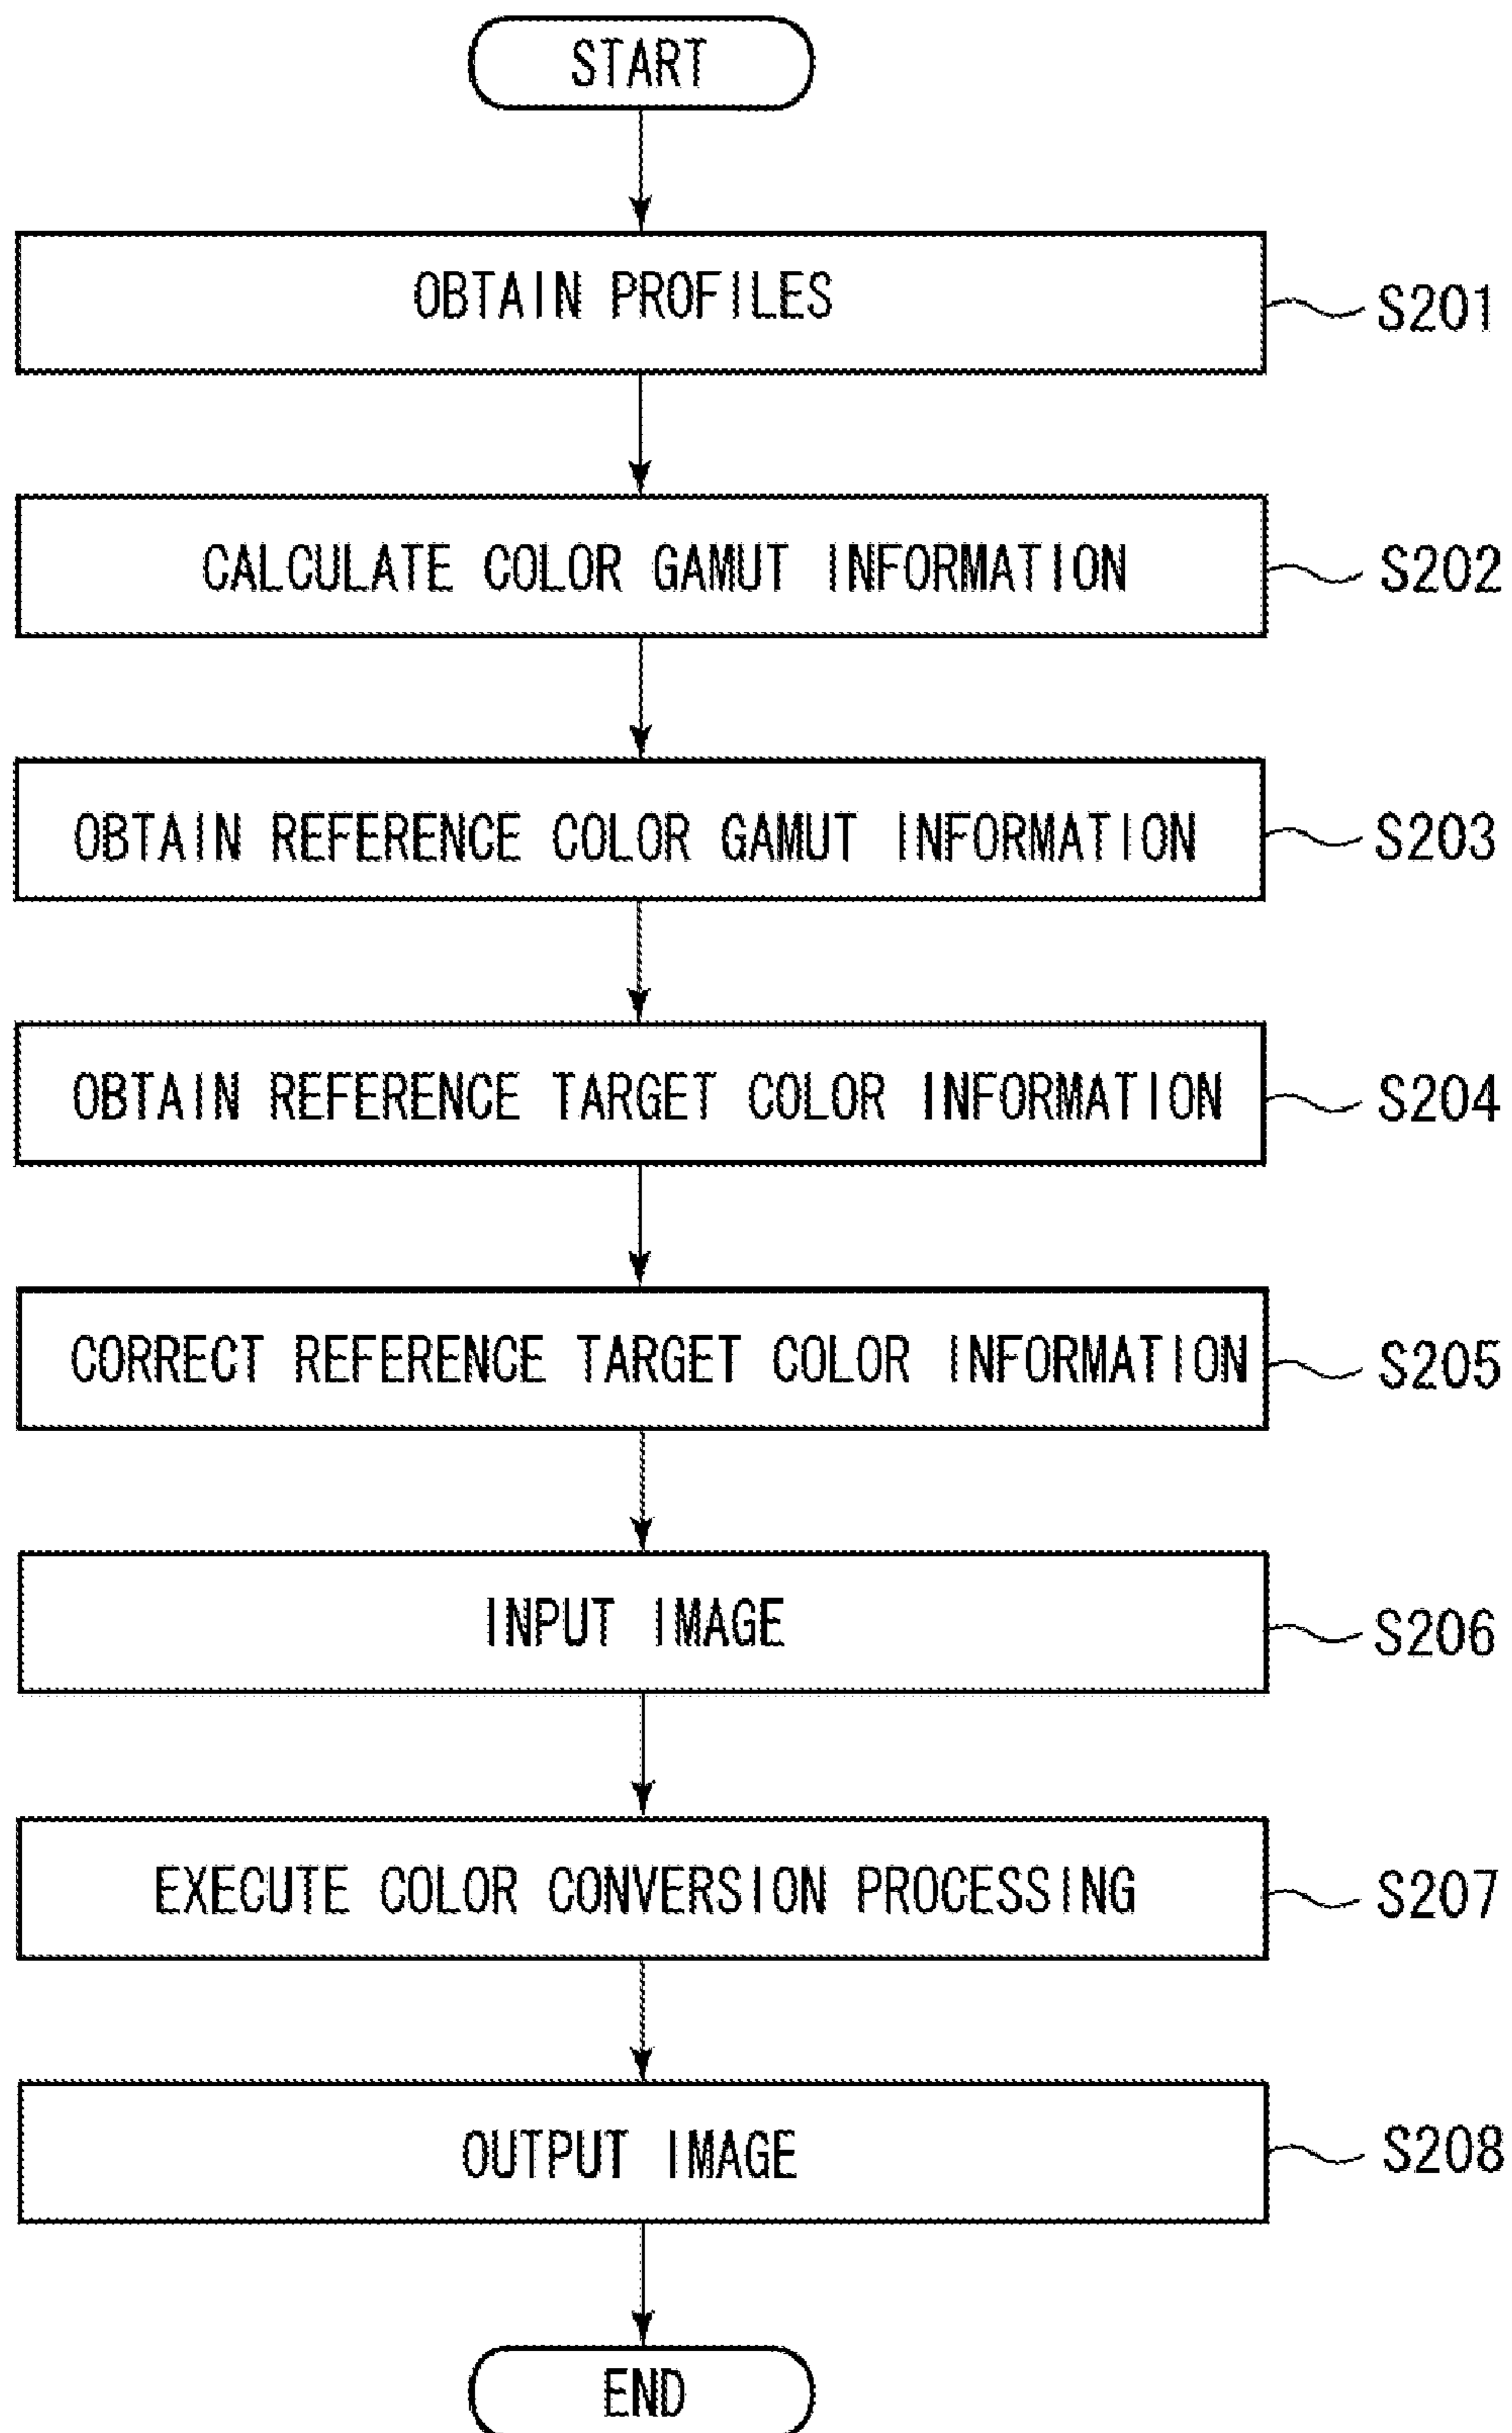 START
OBTAIN PROFILES
S201
CALCULATE COLOR GAMUT INFORMATION
S202
OBTAIN REFERENCE COLOR GAMUT INFORMATION
S203
OBTAIN REFERENCE TARGET COLOR INFORMATION
S204
CORRECT REFERENCE TARGET COLOR INFORMATION
S205
INPUT IMAGE
S206
EXECUTE COLOR CONVERSION PROCESSING
S207
OUTPUT IMAGE
S208
END